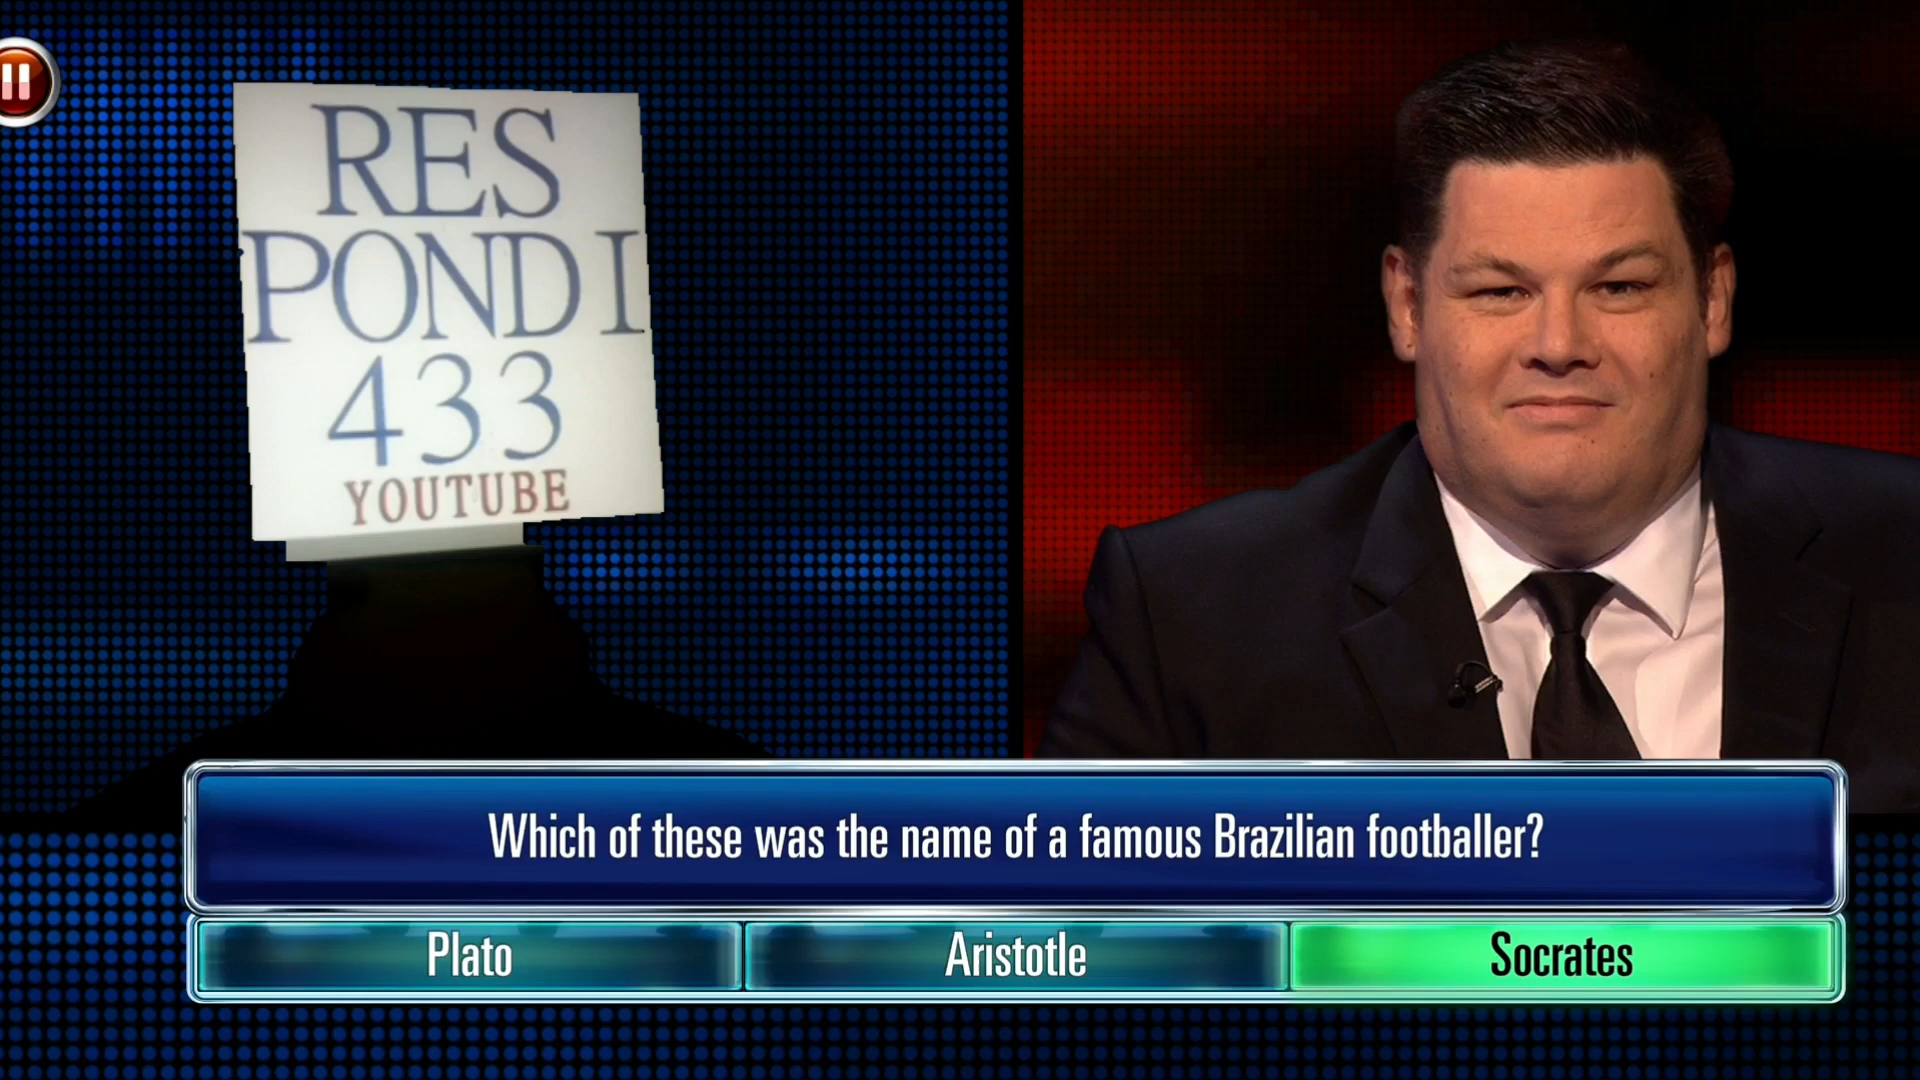 RES
POND I
433
YOUTUBE
Which of these was the name of a famous Brazilian footballer?
Plato
Aristotle
Socrates